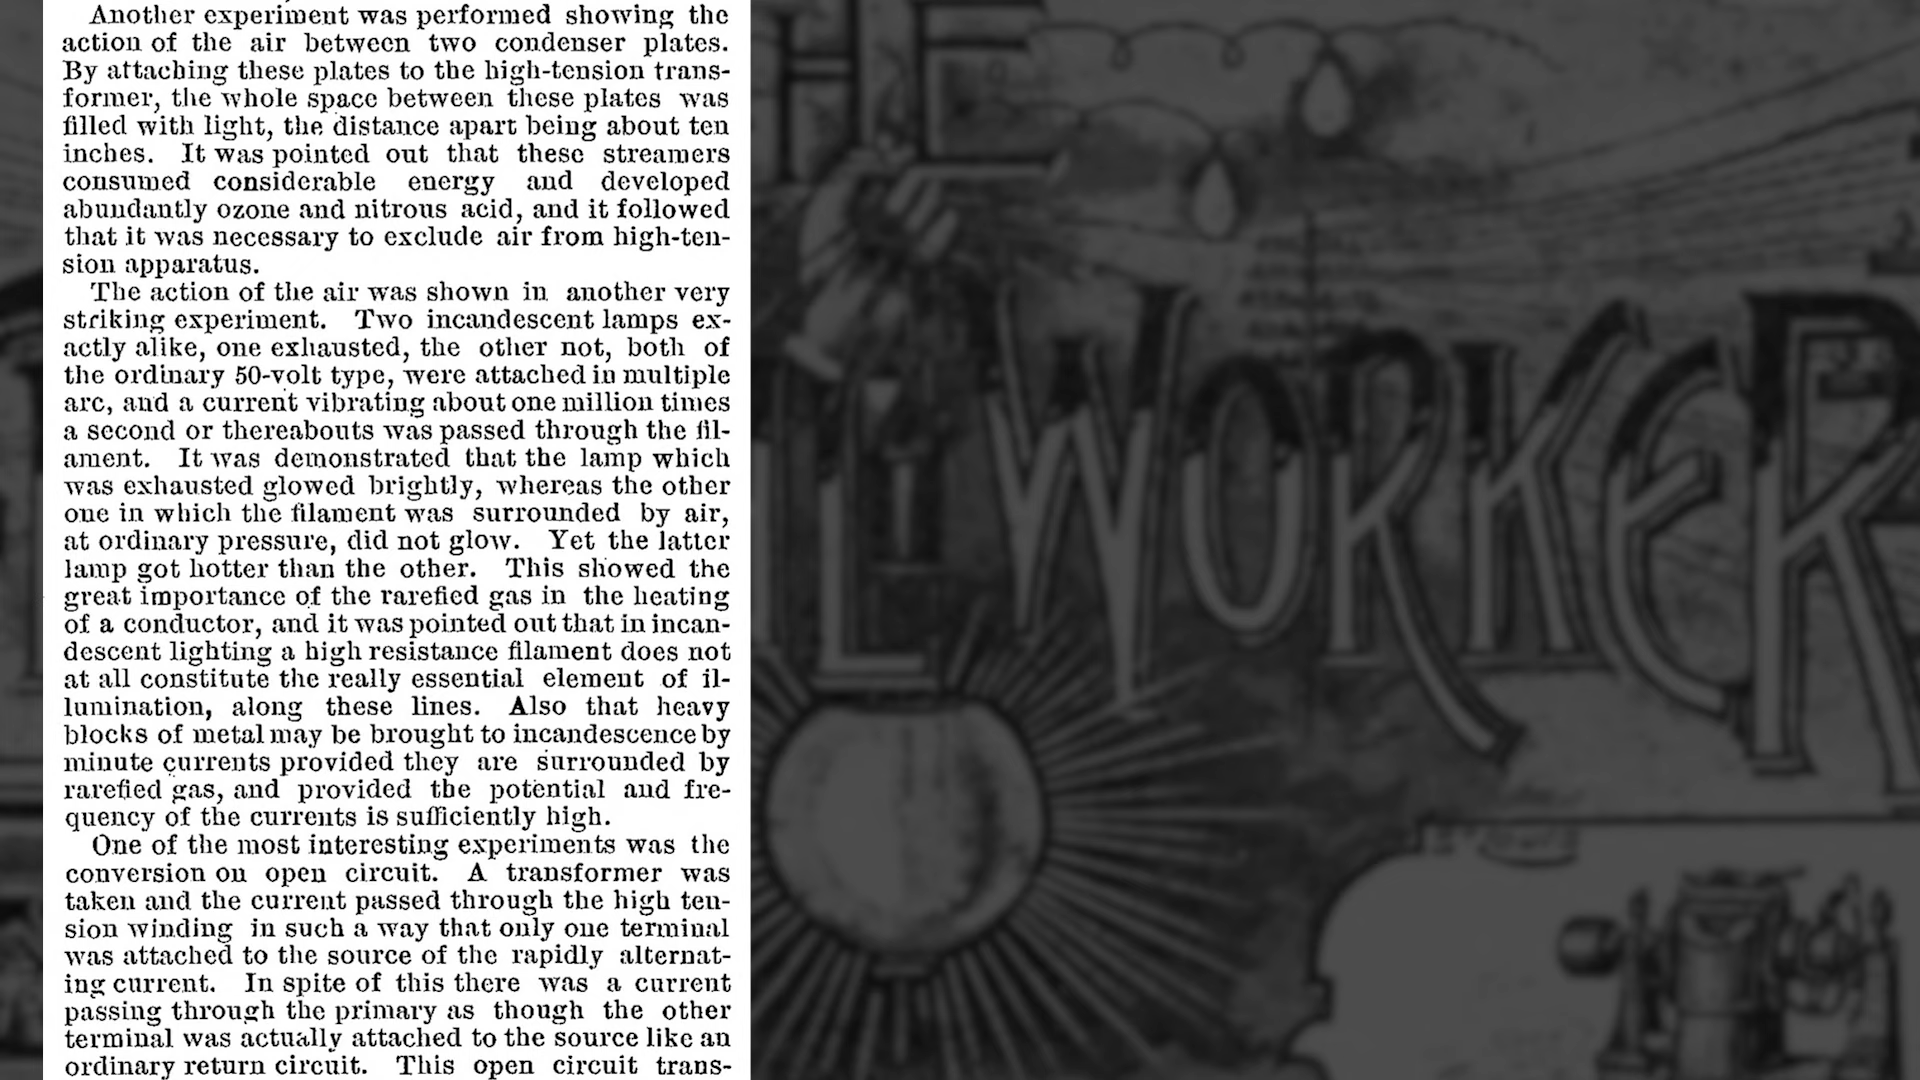 Another experiment was performed showing the
action of the air between two condenser plates.
By attaching these plates to the high-tension trans-
former, the whole space between these plates was
filled with light, the distance apart being about ten
inches. It was pointed out that these streamers
consumed considerable energy and developed
abundantly ozone and nitrous acid, and it followed
that it was necessary to exclude air from high-ten-
sion apparatus.
The action of the air was shown in another very
striking experiment. Two incandescent lamps ex-
actly alike, one exhausted, the other not, both of
the ordinary 50-volt type, were attached in multiple
arc, and a current vibrating about one million times
a second or thereabouts was passed through the fil-
ament. It was demonstrated that the lamp which
was exhausted glowed brightly, whereas the other
one in which the filament was surrounded by air,
at ordinary pressure, did not glow. Yet the latter
lamp got hotter than the other. This showed the
great importance of the rarefied gas in the heating
of a conductor, and it was pointed out that in incan-
descent lighting a high resistance filament does not
at all constitute the really essential element of il-
lumination, along these lines. Also that heavy
blocks of metal may be brought to incandescence by
minute currents provided they are surrounded by
rarefied gas, and provided the potential and fre-
quency of the currents is sufficiently high.
One of the most interesting experiments was the
conversion on open circuit. A transformer was
taken and the current passed through the high ten-
sion winding in such a way that only one terminal
was attached to the source of the rapidly alternat-
ing current. In spite of this there was a current
passing through the primary as though the other
terminal was actually attached to the source like an
ordinary return circuit. This open circuit trans-
HE
WORKER